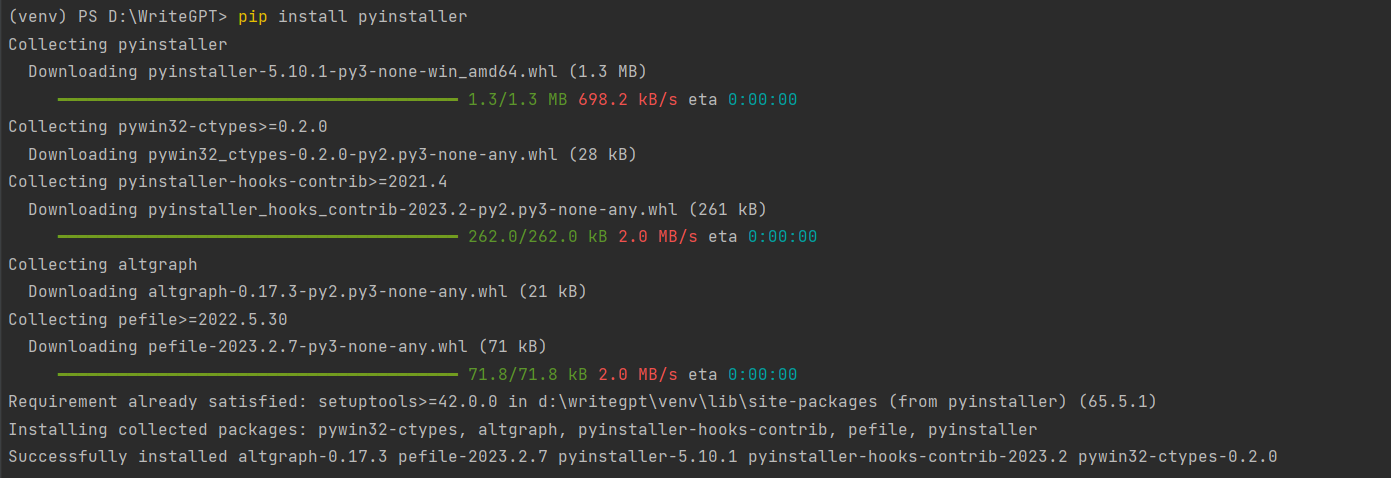 (venv) PS D:\WriteGPT> pip install pyinstaller
Collecting pyinstaller
Downloading pyinstaller-5.10.1-py3-none-win_amd64.whl (1.3 MB)
1.3/1.3 MB 698.2 kB/s eta 0:00:00
Collecting pywin32-ctypes>=0.2.0
Downloading pywin32_ctypes-0.2.0-py2.py3-none-any.whl (28 kB)
Collecting pyinstaller-hooks-contrib>=2021.4
Downloading pyinstaller_hooks_contrib-2023.2-py2.py3-none-any.whl (261 kB)
262.0/262.0 kB 2.0 MB/s eta 0:00:00
Collecting altgraph
Downloading altgraph-0.17.3-py2.py3-none-any.whl (21 kB)
Collecting pefile>=2022.5.30
Downloading pefile-2023.2.7-py3-none-any.whl (71 kB)
71.8/71.8 kB 2.0 MB/s eta 0:00:00
Requirement already satisfied: setuptools>=42.0.0 in d:\writegpt\venv\lib\site-packages (from pyinstaller) (65.5.1)
Installing collected packages: pywin32-ctypes, altgraph, pyinstaller-hooks-contrib, pefile, pyinstaller
Successfully installed altgraph-0.17.3 pefile-2023.2.7 pyinstaller-5.10.1 pyinstaller-hooks-contrib-2023.2 pywin32-ctypes-0.2.0